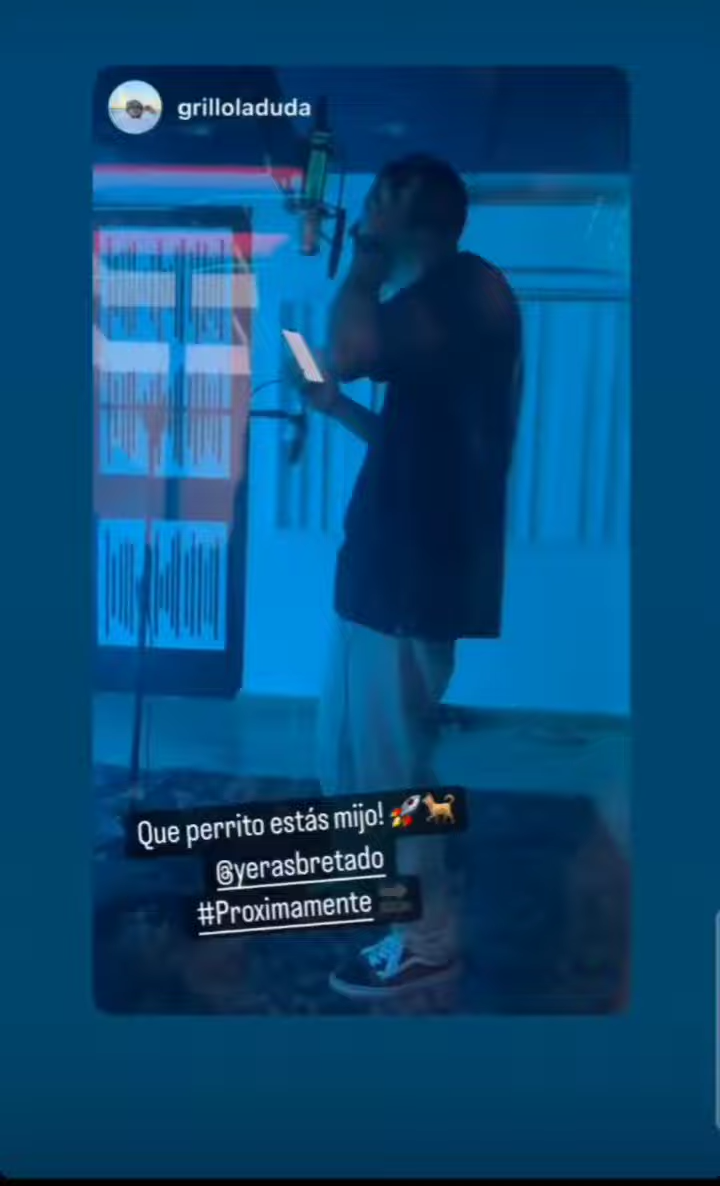 grilloladuda
Que perrito estás mijo! 🚀🐕
@yerasbretado
#Proximamente